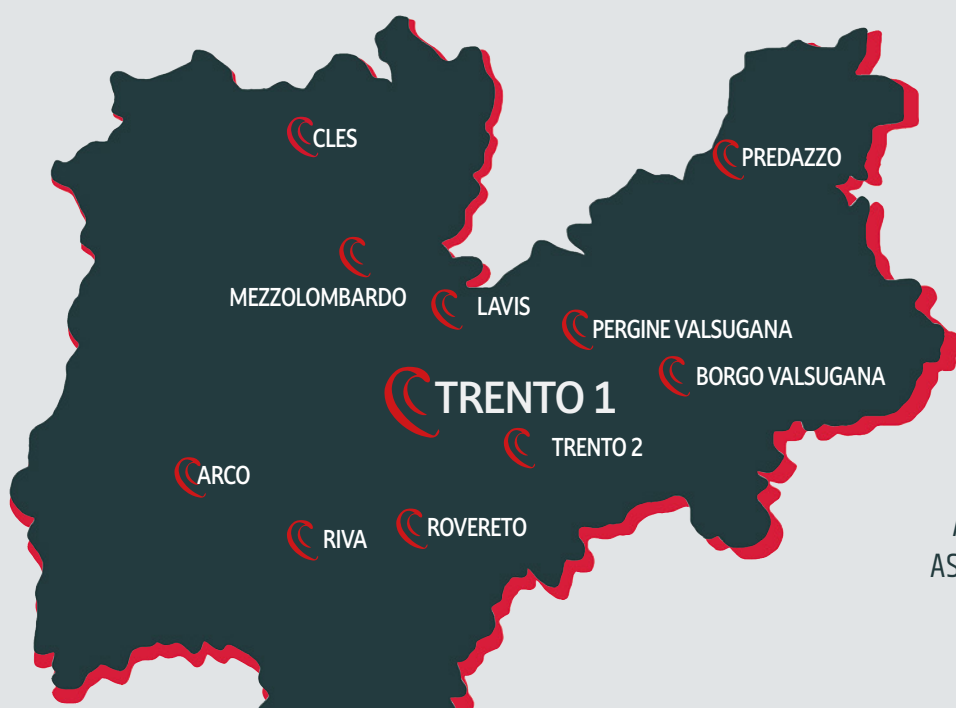 CLES
PREDAZZO
MEZZOLOMBARDO
LAVIS
PERGINE VALSUGANA
BORGO VALSUGANA
TRENTO 1
TRENTO 2
ARCO
ROVERETO
RIVA